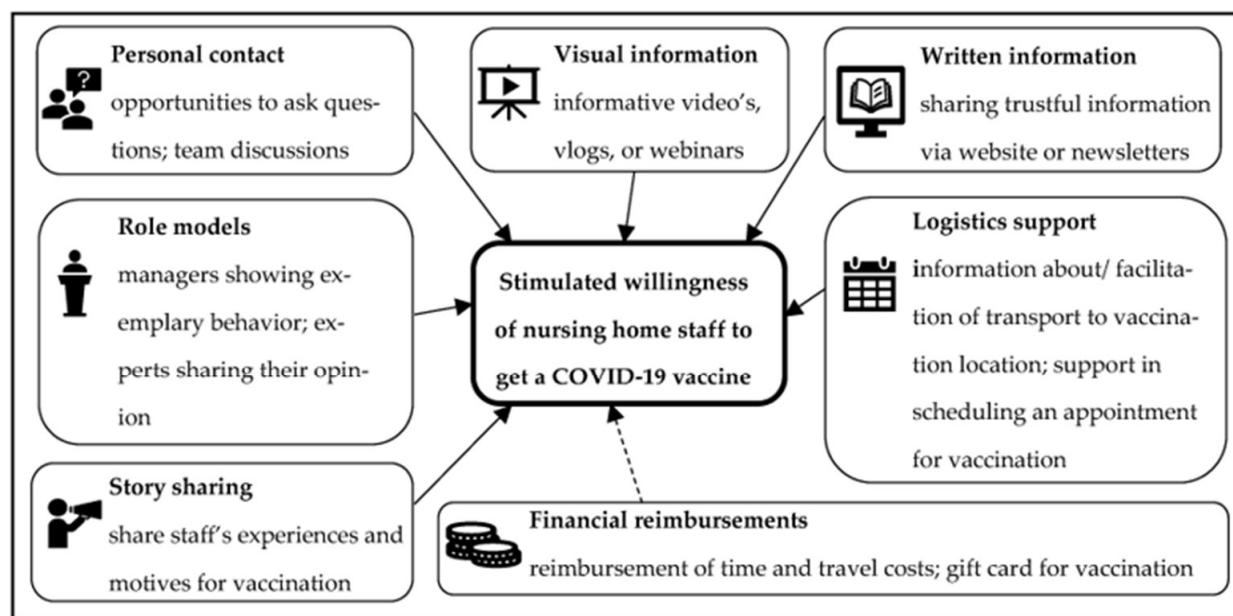 Personal contact
opportunities to ask ques-
tions; team discussions
Visual information
informative video's,
vlogs, or webinars
Written information
sharing trustful information
via website or newsletters
Role models
managers showing ex-
emplary behavior; ex-
perts sharing their opin-
ion
Stimulated willingness
of nursing home staff to
get a COVID-19 vaccine
Logistics support
information about/ facilita-
tion of transport to vaccina-
tion location; support in
scheduling an appointment
for vaccination
Story sharing
share staff's experiences and
motives for vaccination
Financial reimbursements
reimbursement of time and travel costs; gift card for vaccination
?